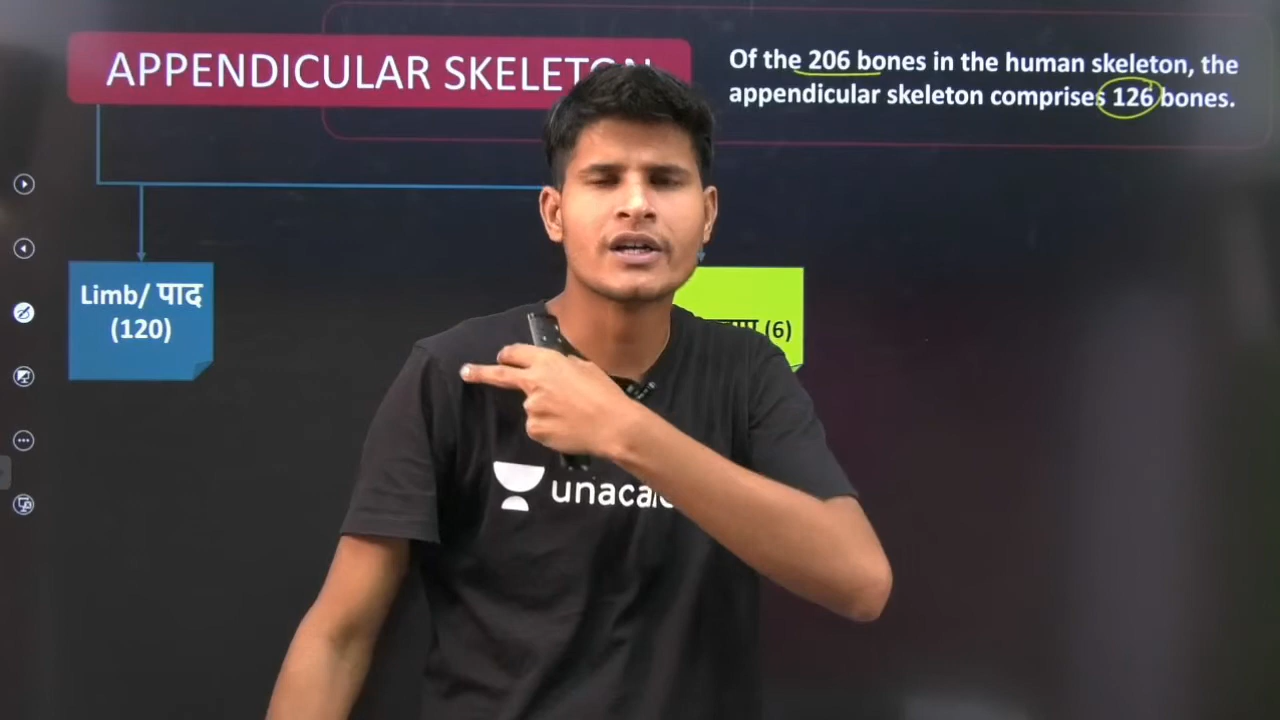 APPENDICULAR SKELETON
Of the 206 bones in the human skeleton, the
appendicular skeleton comprises 126 bones.
Limb/ पाद
(120)
(6)
unacade